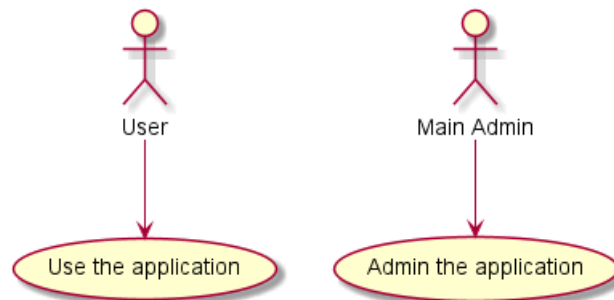 User
Main Admin
Use the application
Admin the application